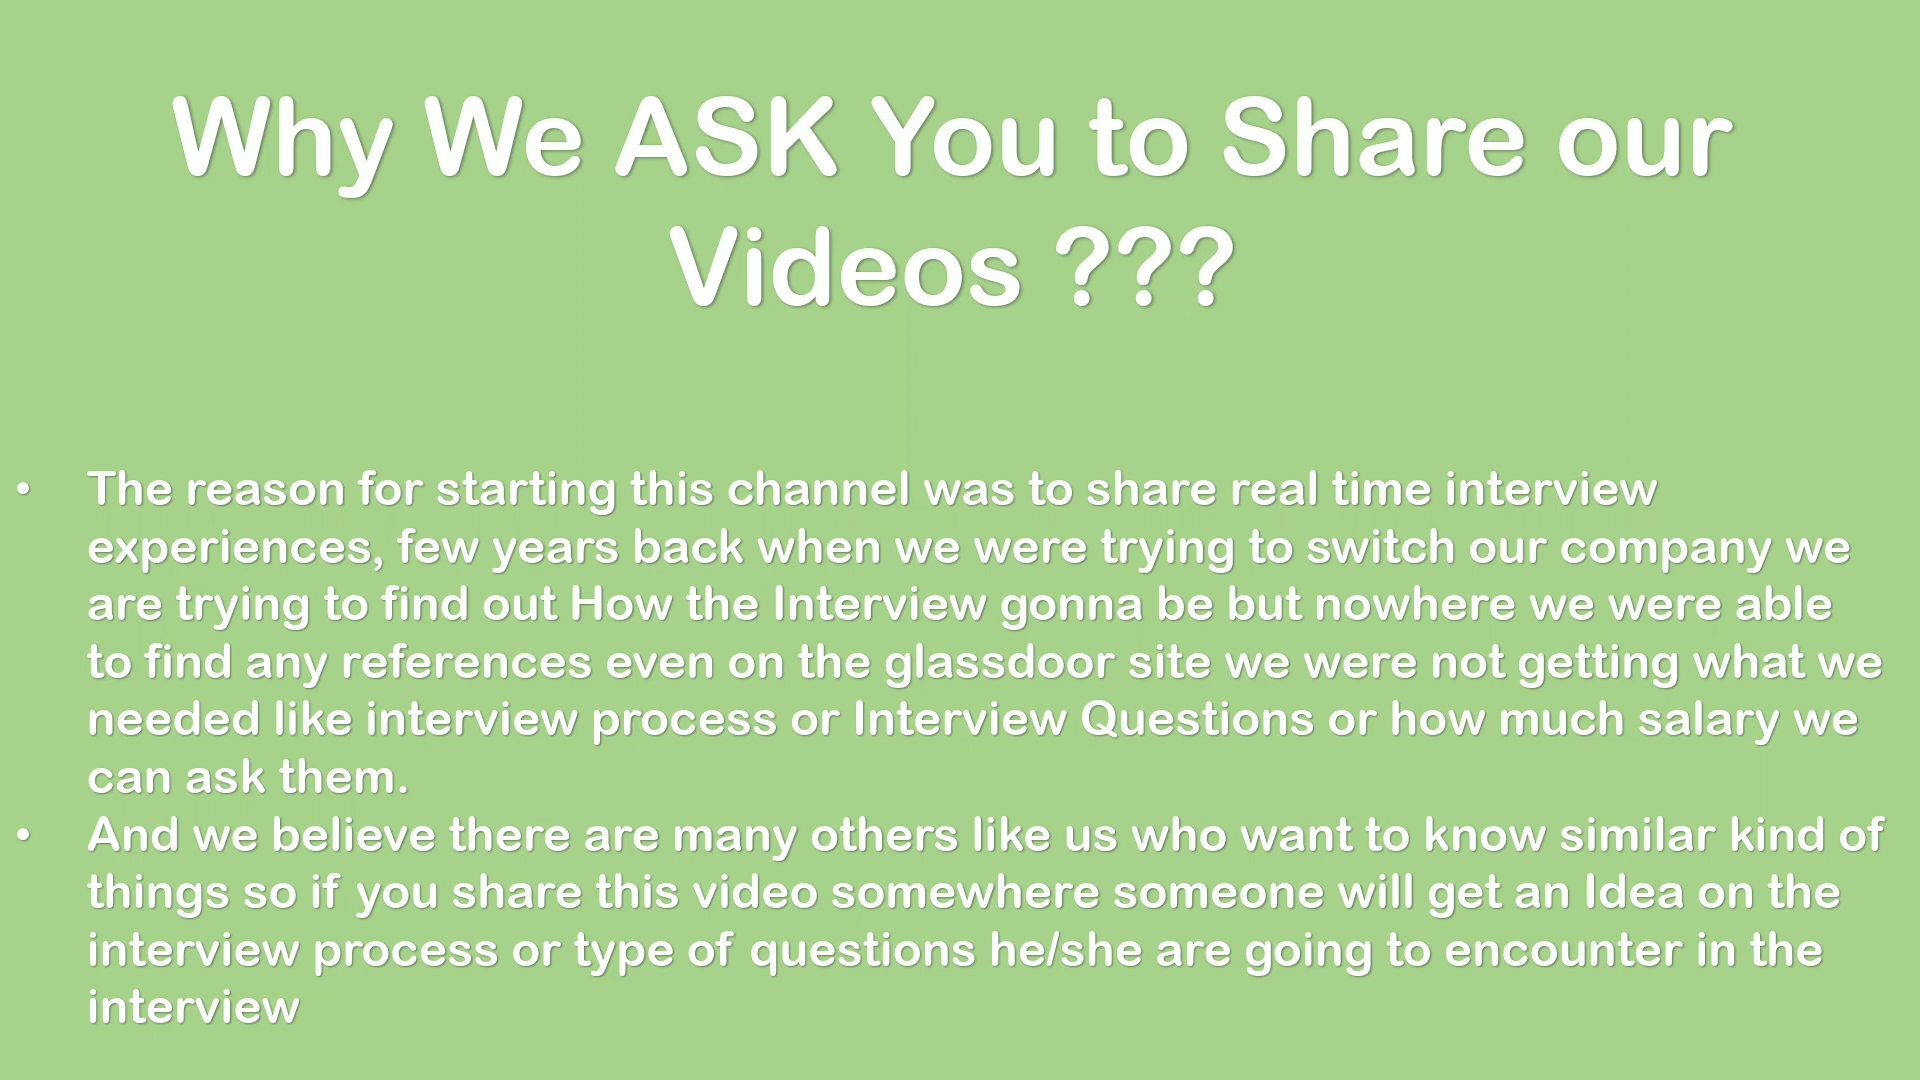 Why We ASK You to Share our
Videos ???
• The reason for starting this channel was to share real time interview
experiences, few years back when we were trying to switch our company we
are trying to find out How the Interview gonna be but nowhere we were able
to find any references even on the glassdoor site we were not getting what we
needed like interview process or Interview Questions or how much salary we
can ask them.
• And we believe there are many others like us who want to know similar kind of
things so if you share this video somewhere someone will get an Idea on the
interview process or type of questions he/she are going to encounter in the
interview